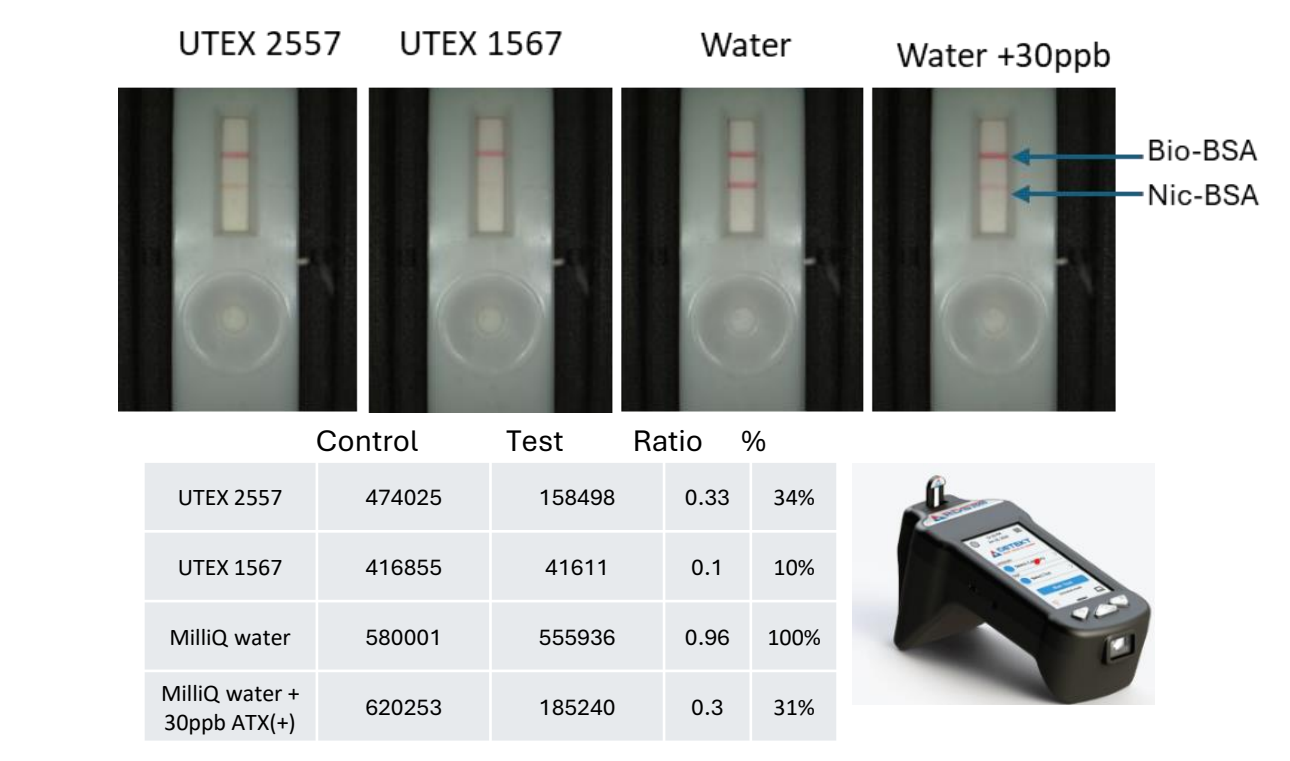 UTEX 2557
UTEX 1567
Water
Water +30ppb
Bio-BSA
Nic-BSA
Control Test Ratio %
UTEX 2557 474025 158498 0.33 34%
UTEX 1567 416855 41611 0.1 10%
MilliQ water 580001 555936 0.96 100%
MilliQ water +
30ppb ATX(+) 620253 185240 0.3 31%
DETEKT